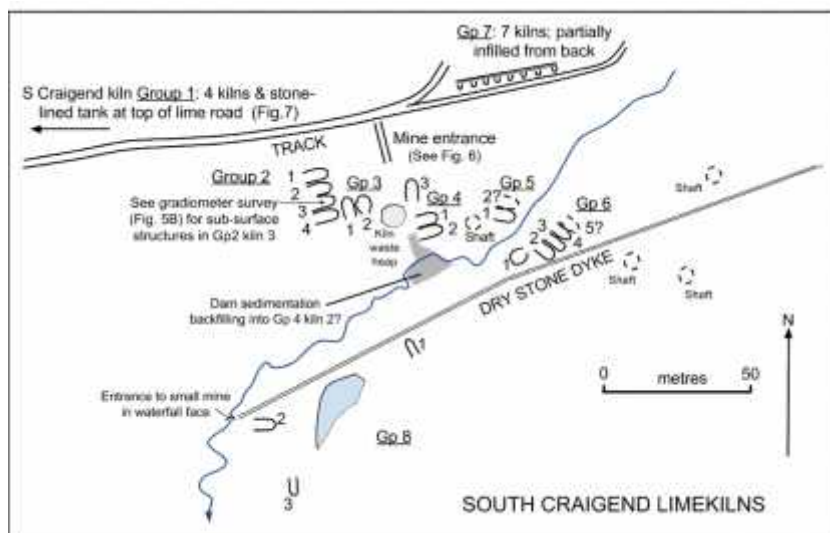 Gp 7: 7 kilns; partially
infilled from back
S Craigend kiln Group 1: 4 kilns & stone-
lined tank at top of lime road (Fig.7)
TRACK
Mine entrance
(See Fig. 6)
Group 2
1
2
3
4
See gradiometer survey
(Fig. 5B) for sub-surface
structures in Gp2 kiln 3
Gp 3
1
2
Kiln
waste
heap
3
Gp 4
1
2
Shaft
Gp 5
2?
1
Gp 6
1
2
3
4
5?
Shaft
Shaft
Shaft
DRY STONE DYKE
Dam sedimentation
backfilling into Gp 4 kiln 2?
N
0 metres 50
Entrance to small mine
in waterfall face
1
2
Gp 8
3
SOUTH CRAIGEND LIMEKILNS